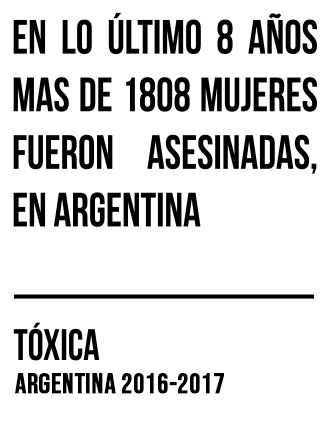 EN LO ÚLTIMO 8 AÑOS
MAS DE 1808 MUJERES
FUERON ASESINADAS,
EN ARGENTINA
TÓXICA
ARGENTINA 2016-2017